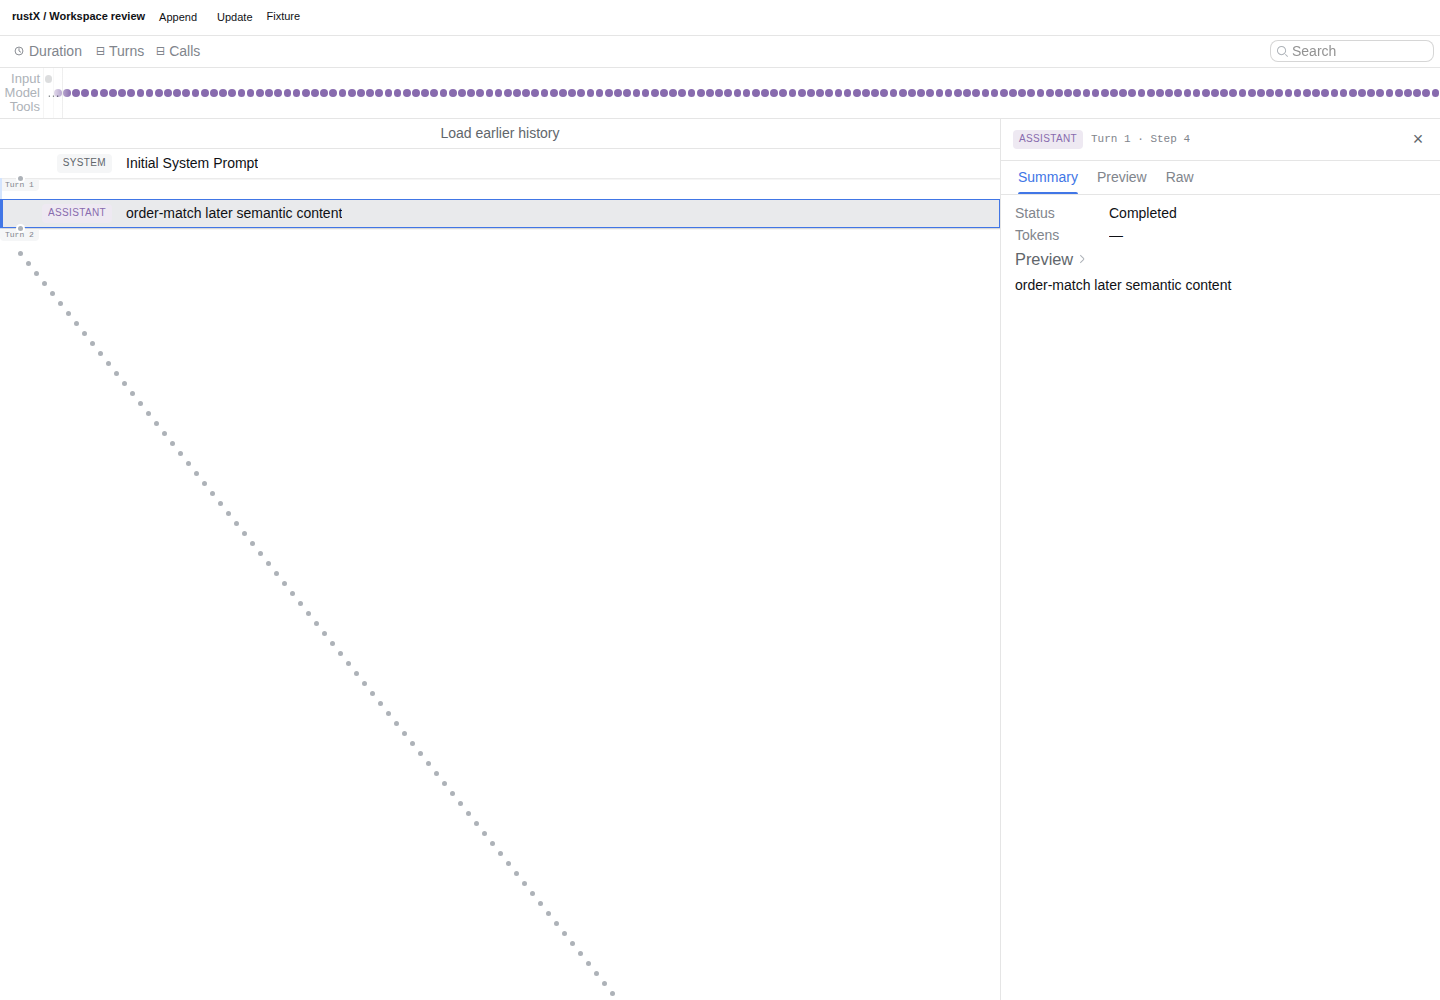 rustX / Workspace review Append Update Fixture
Duration Turns Calls Search
Input
Model ...
Tools
Load earlier history
SYSTEM Initial System Prompt
Turn 1
ASSISTANT order-match later semantic content
Turn 2
ASSISTANT Turn 1 · Step 4 ×
Summary Preview Raw
Status Completed
Tokens —
Preview
order-match later semantic content